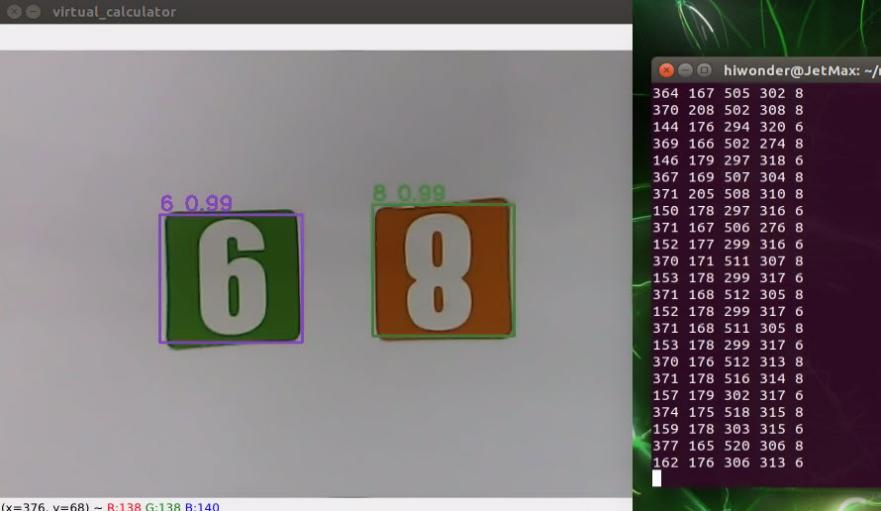 virtual_calculator
6 0.99
8 0.99
6
8
(x=376, y=68) ~ R:138 G:138 B:140
hiwonder@JetMax: ~/
364 167 505 302 8
370 208 502 308 8
144 176 294 320 6
369 166 502 274 8
146 179 297 318 6
367 169 507 304 8
371 205 508 310 8
150 178 297 316 6
371 167 506 276 8
152 177 299 316 6
370 171 511 307 8
153 178 299 317 6
371 168 512 305 8
152 178 299 317 6
371 168 511 305 8
153 178 299 317 6
370 176 512 313 8
371 178 516 314 8
157 179 302 317 6
374 175 518 315 8
159 178 303 315 6
377 165 520 306 8
162 176 306 313 6